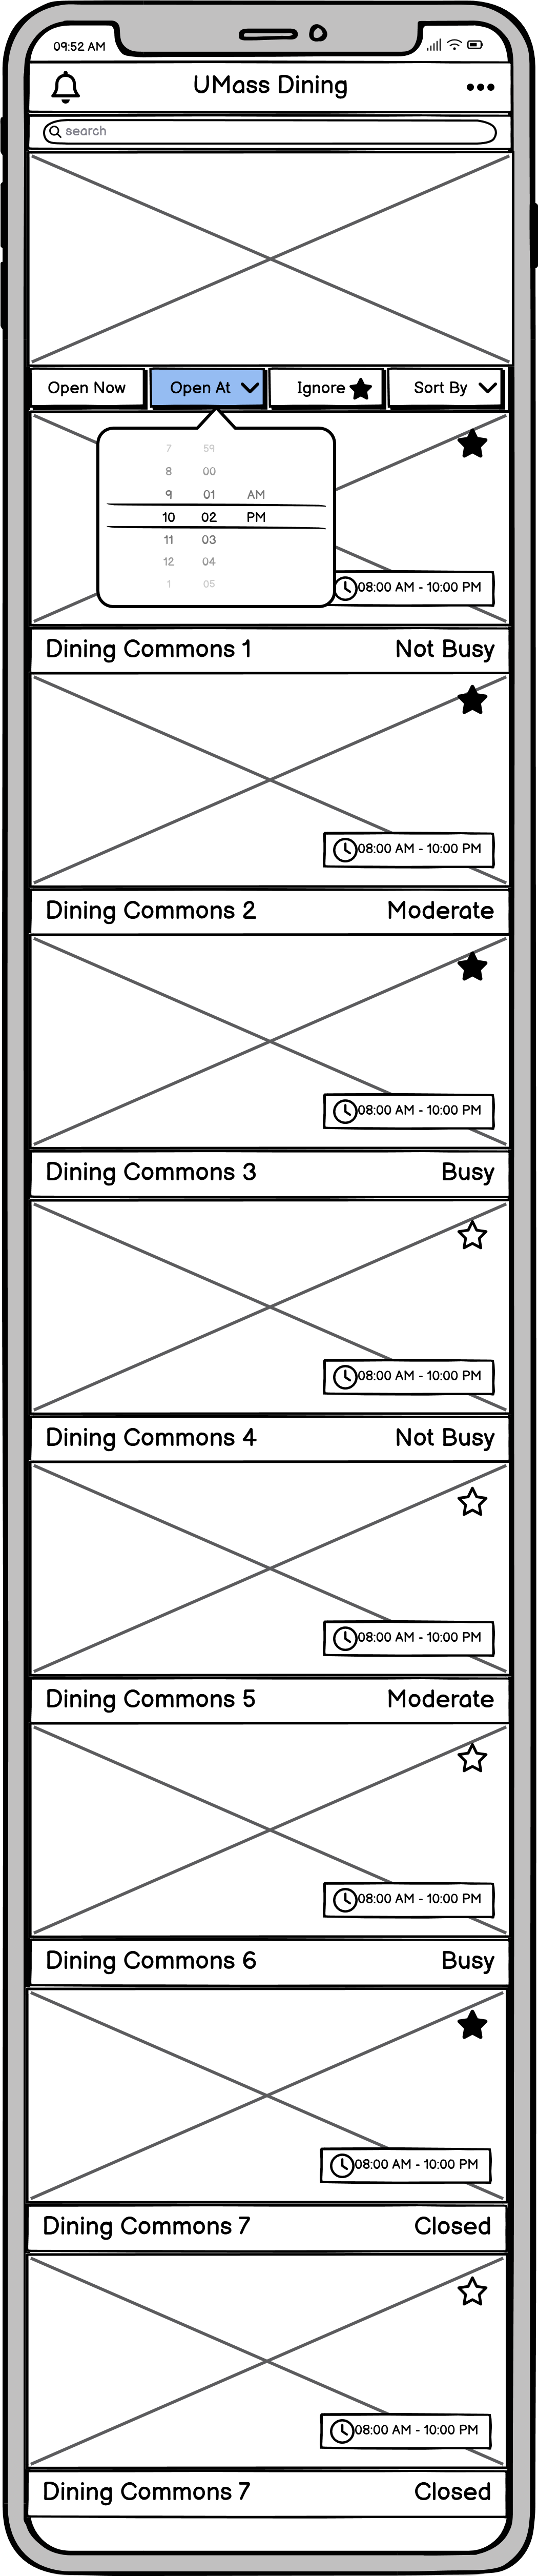 09:52 AM
UMass Dining
search
Open Now Open At Ignore Sort By
7 59
8 00
9 01 AM
10 02 PM
11 03
12 04
1 05
08:00 AM - 10:00 PM
Dining Commons 1 Not Busy
08:00 AM - 10:00 PM
Dining Commons 2 Moderate
08:00 AM - 10:00 PM
Dining Commons 3 Busy
08:00 AM - 10:00 PM
Dining Commons 4 Not Busy
08:00 AM - 10:00 PM
Dining Commons 5 Moderate
08:00 AM - 10:00 PM
Dining Commons 6 Busy
08:00 AM - 10:00 PM
Dining Commons 7 Closed
08:00 AM - 10:00 PM
Dining Commons 7 Closed